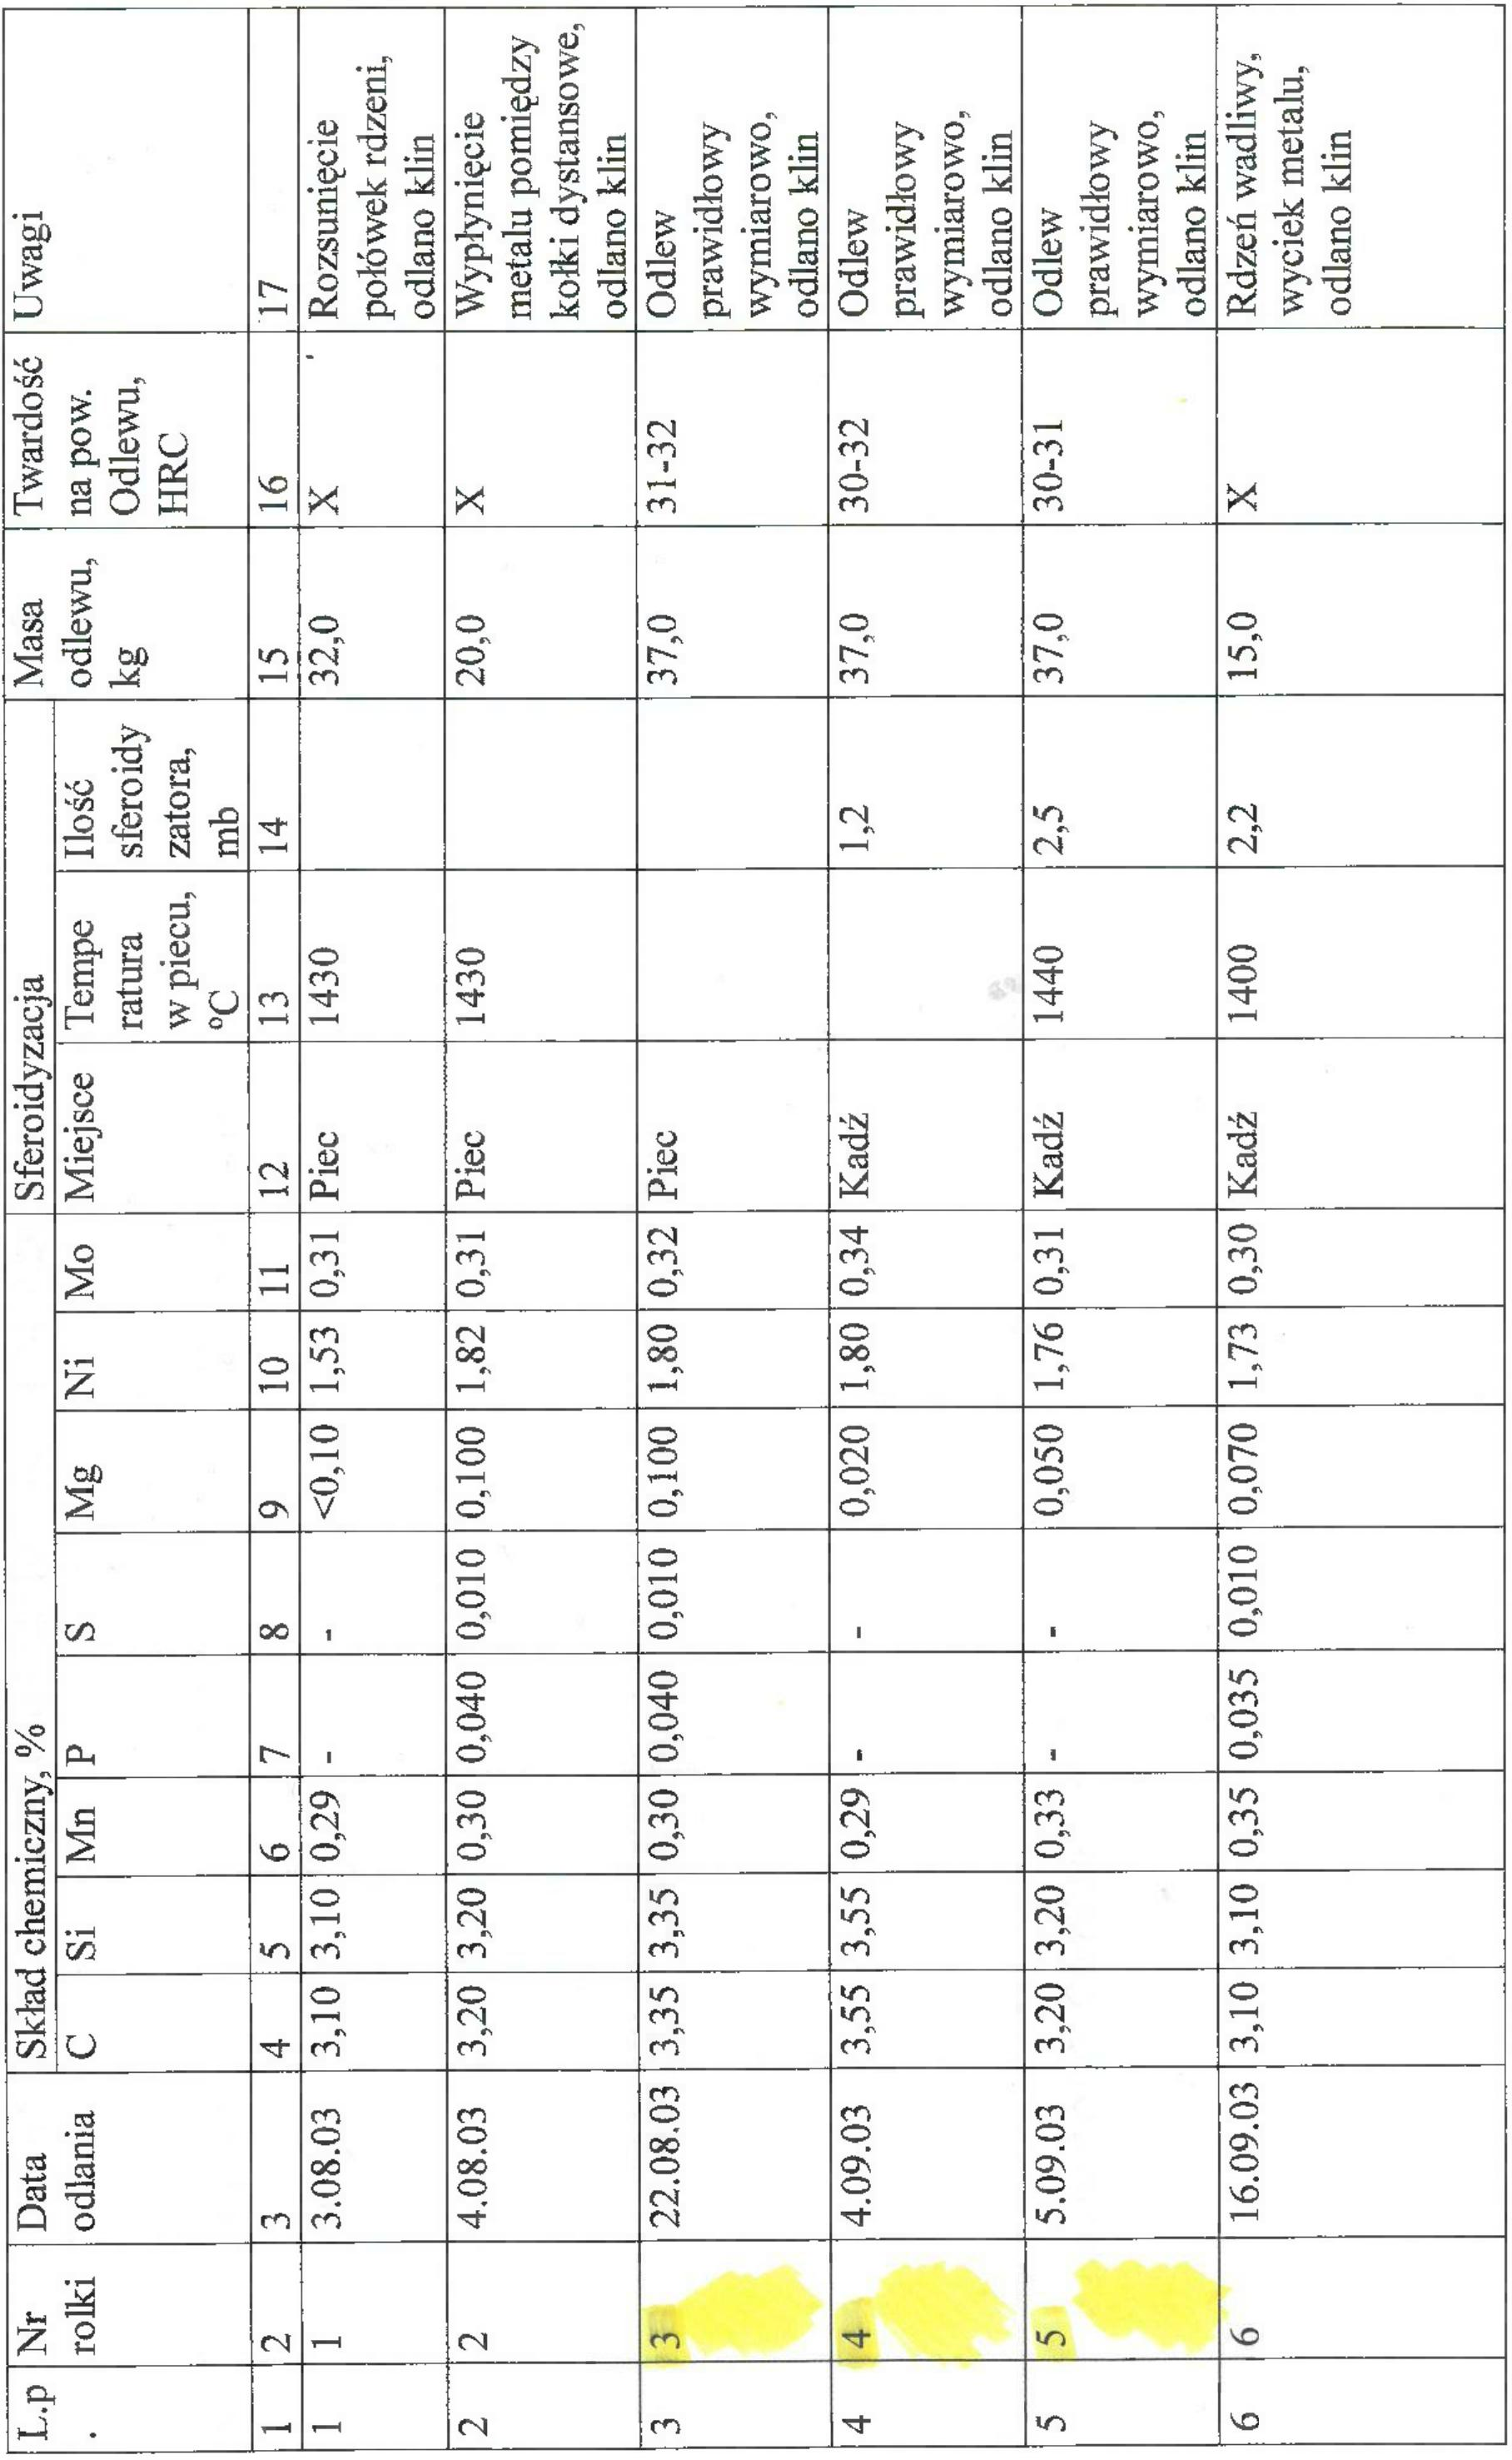 L.p . Nr rolki Data odlania Skład chemiczny, % Sferoidyzacja Masa odlewu, kg Twardość na pow. Odlewu, HRC Uwagi
C Si Mn P S Mg Ni Mo Miejsce Tempe ratura w piecu, °C Ilość sferoidy zatora, mb
1 2 3 4 5 6 7 8 9 10 11 12 13 14 15 16 17
1 1 3.08.03 3,10 3,10 0,29 - - <0,10 1,53 0,31 Piec 1430 32,0 X Rozsunięcie
połówek rdzeni,
odlano klin
2 2 4.08.03 3,20 3,20 0,30 0,040 0,010 0,100 1,82 0,31 Piec 1430 20,0 X Wypłynięcie
metalu pomiędzy
kołki dystansowe,
odlano klin
3 3 22.08.03 3,35 3,35 0,30 0,040 0,010 0,100 1,80 0,32 Piec 37,0 31-32 Odlew
prawidłowy
wymiarowo,
odlano klin
4 4 4.09.03 3,55 3,55 0,29 - - 0,020 1,80 0,34 Kadź 1,2 37,0 30-32 Odlew
prawidłowy
wymiarowo,
odlano klin
5 5 5.09.03 3,20 3,20 0,33 - - 0,050 1,76 0,31 Kadź 1440 2,5 37,0 30-31 Odlew
prawidłowy
wymiarowo,
odlano klin
6 6 16.09.03 3,10 3,10 0,35 0,035 0,010 0,070 1,73 0,30 Kadź 1400 2,2 15,0 X Rdzeń wadliwy,
wyciek metalu,
odlano klin